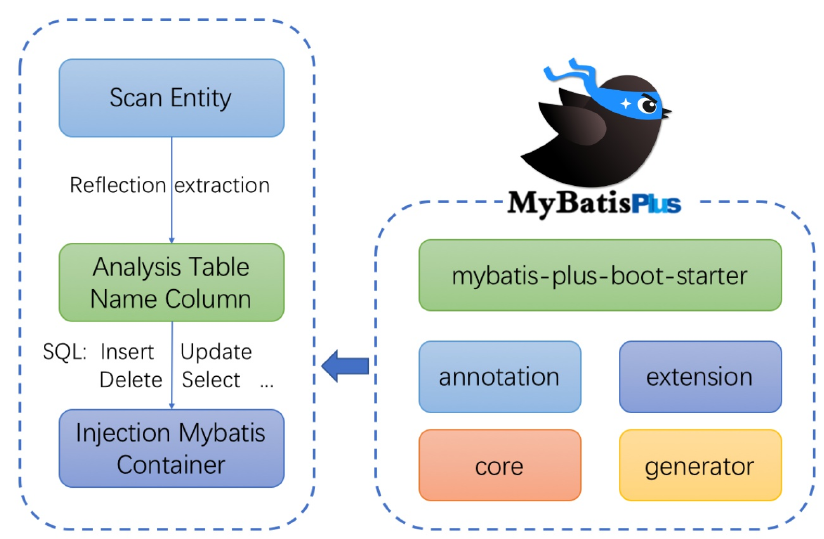 Scan Entity
Reflection extraction
Analysis Table
Name Column
SQL: Insert Update
Delete Select ...
Injection Mybatis
Container
MyBatisPlus
mybatis-plus-boot-starter
annotation
extension
core
generator